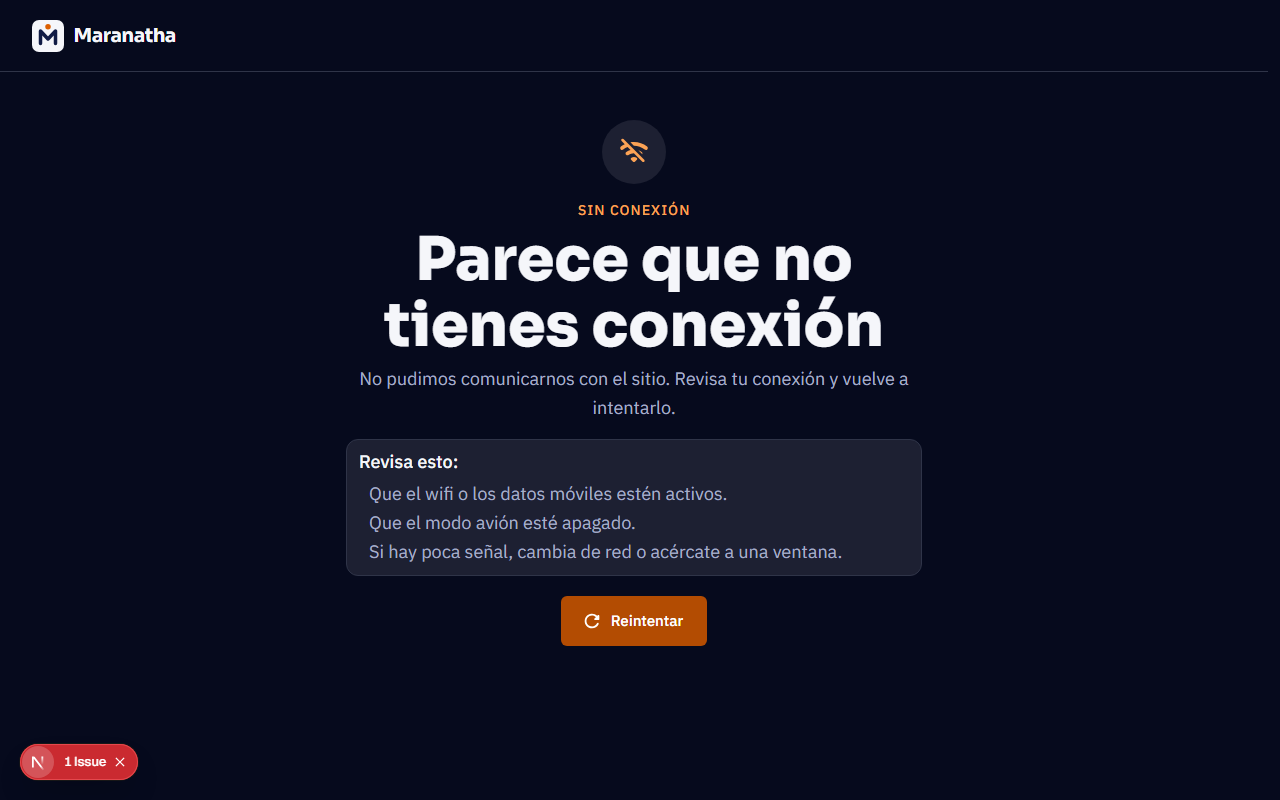 Maranatha
SIN CONEXIÓN
Parece que no
tienes conexión
No pudimos comunicarnos con el sitio. Revisa tu conexión y vuelve a
intentarlo.
Revisa esto:
Que el wifi o los datos móviles estén activos.
Que el modo avión esté apagado.
Si hay poca señal, cambia de red o acércate a una ventana.
Reintentar
N 1 Issue